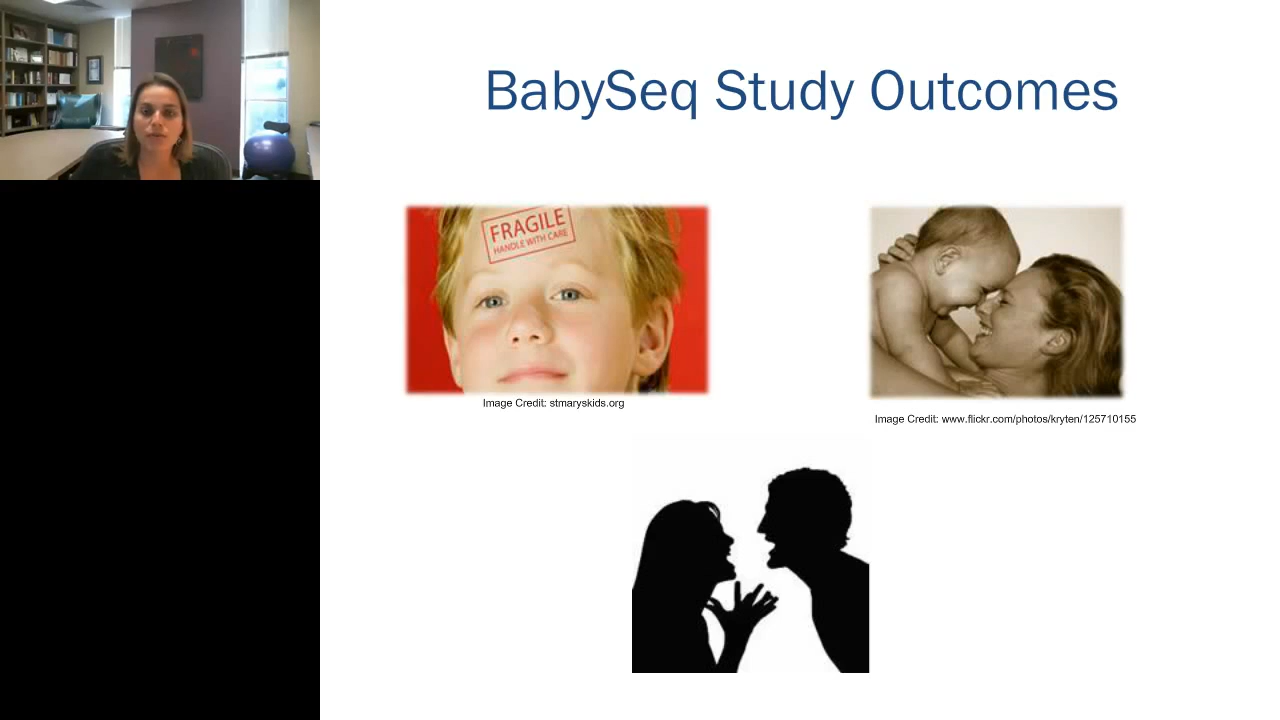 BabySeq Study Outcomes
FRAGILE
HANDLE WITH CARE
Image Credit: stmaryskids.org
Image Credit: www.flickr.com/photos/kryten/125710155